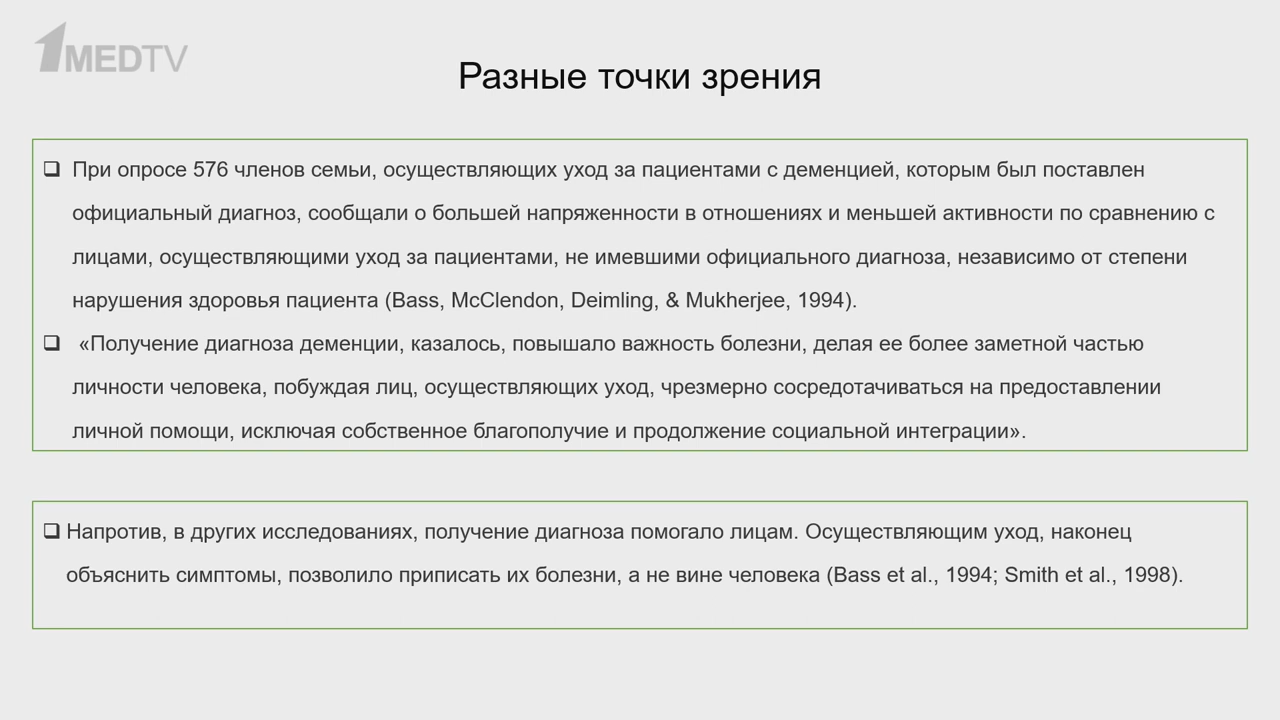 1MEDTV
Разные точки зрения
❑ При опросе 576 членов семьи, осуществляющих уход за пациентами с деменцией, которым был поставлен
официальный диагноз, сообщали о большей напряженности в отношениях и меньшей активности по сравнению с
лицами, осуществляющими уход за пациентами, не имевшими официального диагноза, независимо от степени
нарушения здоровья пациента (Bass, McClendon, Deimling, & Mukherjee, 1994).
❑ «Получение диагноза деменции, казалось, повышало важность болезни, делая ее более заметной частью
личности человека, побуждая лиц, осуществляющих уход, чрезмерно сосредотачиваться на предоставлении
личной помощи, исключая собственное благополучие и продолжение социальной интеграции».
❑ Напротив, в других исследованиях, получение диагноза помогало лицам. Осуществляющим уход, наконец
объяснить симптомы, позволило приписать их болезни, а не вине человека (Bass et al., 1994; Smith et al., 1998).